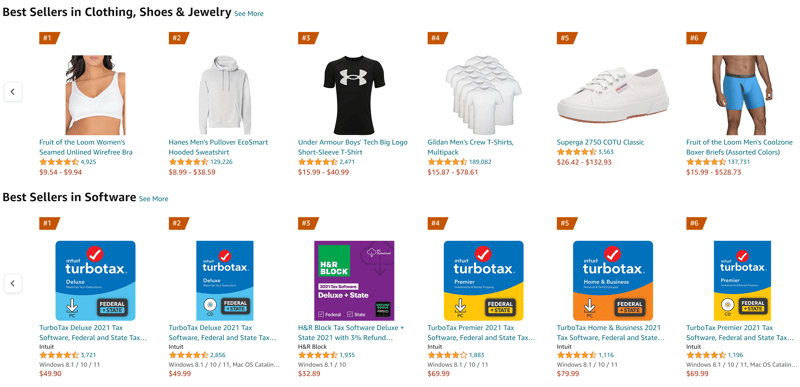 Best Sellers in Clothing, Shoes & Jewelry See More
#1
#2
#3
#4
#5
#6
Fruit of the Loom Women's
Seamed Unlined Wirefree Bra
4,925
$9.54 - $9.94
Hanes Men's Pullover EcoSmart
Hooded Sweatshirt
129,226
$8.99 - $38.59
UNDER ARMOUR
Under Armour Boys' Tech Big Logo
Short-Sleeve T-Shirt
2,471
$15.99 - $40.99
Gildan Men's Crew T-Shirts,
Multipack
189,082
$15.87 - $78.61
Superga 2750 COTU Classic
3,563
$26.42 - $132.93
Fruit of the Loom Men's Coolzone
Boxer Briefs (Assorted Colors)
137,731
$15.99 - $528.73
Best Sellers in Software See More
#1
#2
#3
#4
#5
#6
intuit
turbotax
Deluxe
PC
FEDERAL
+STATE
TurboTax Deluxe 2021 Tax
Software, Federal and State Tax…
Intuit
3,721
Windows 8.1 / 10 / 11
$49.90
intuit
turbotax
Deluxe
CD
FEDERAL
+STATE
TurboTax Deluxe 2021 Tax
Software, Federal and State Tax…
Intuit
2,856
Windows 8.1 / 10 / 11, Mac OS Catalin…
$49.99
H&R
BLOCK
2021 Tax Software
Deluxe + State
Federal
State
H&R Block Tax Software Deluxe +
State 2021 with 3% Refund…
H&R Block
1,935
Windows 8.1 / 10
$32.89
intuit
turbotax
Premier
PC
FEDERAL
+STATE
TurboTax Premier 2021 Tax
Software, Federal and State Tax…
Intuit
1,883
Windows 8.1 / 10 / 11
$69.99
intuit
turbotax
Home & Business
PC
FEDERAL
+STATE
TurboTax Home & Business 2021
Tax Software, Federal and State…
Intuit
1,116
Windows 8.1 / 10 / 11
$79.99
intuit
turbotax
Premier
CD
FEDERAL
+STATE
TurboTax Premier 2021 Tax
Software, Federal and State Tax…
Intuit
1,196
Windows 8.1 / 10 / 11, Mac OS Catalin…
$69.99